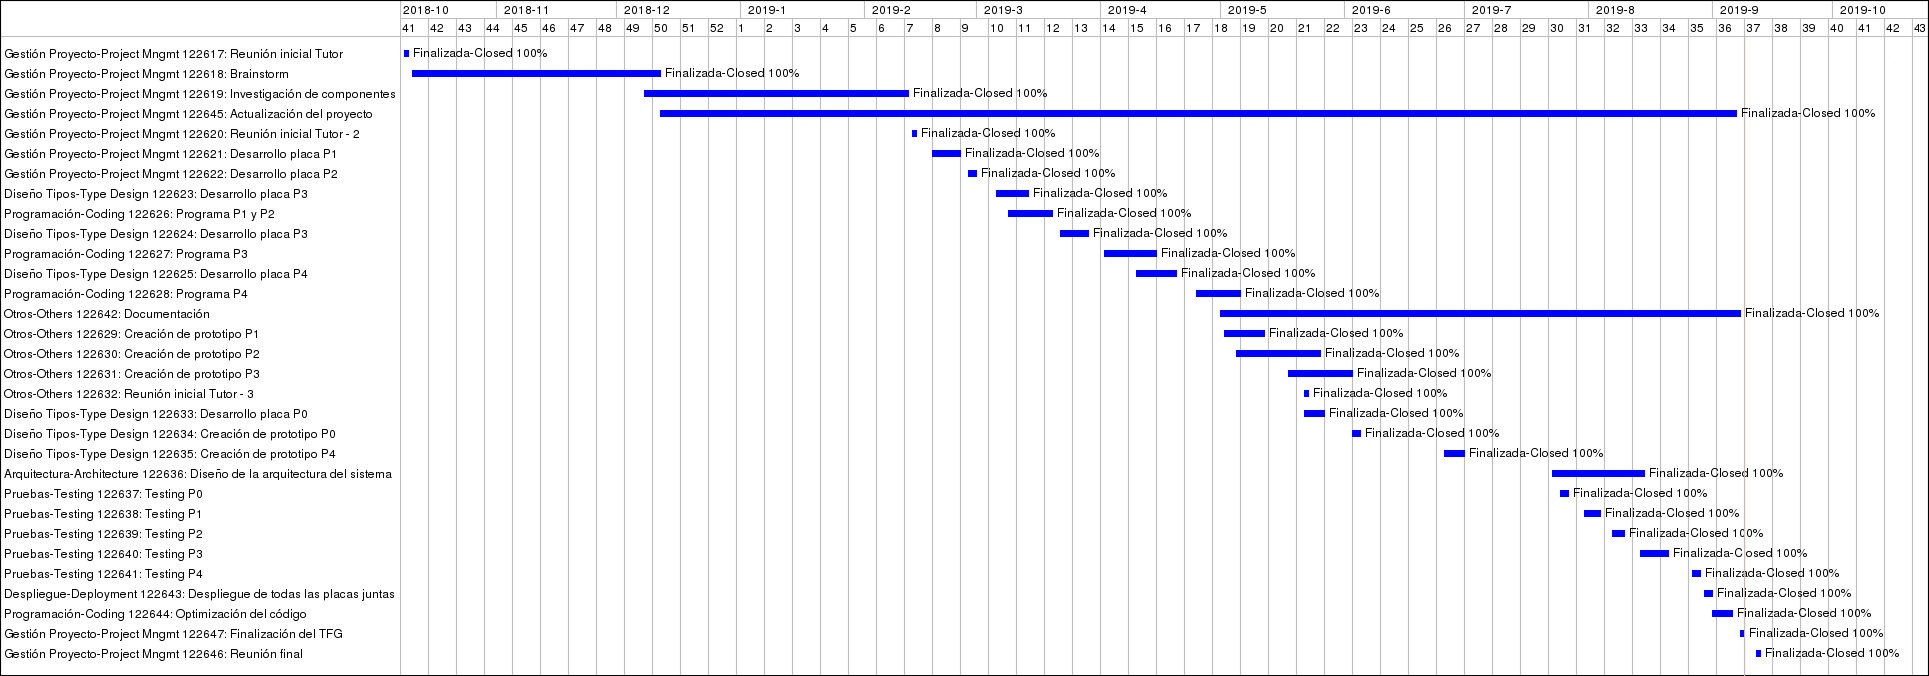 2018-10 2018-11 2018-12 2019-1 2019-2 2019-3 2019-4 2019-5 2019-6 2019-7 2019-8 2019-9 2019-10
41 42 43 44 45 46 47 48 49 50 51 52 1 2 3 4 5 6 7 8 9 10 11 12 13 14 15 16 17 18 19 20 21 22 23 24 25 26 27 28 29 30 31 32 33 34 35 36 37 38 39 40 41 42 43
Gestión Proyecto-Project Mngmt 122617: Reunión inicial Tutor Finalizada-Closed 100%
Gestión Proyecto-Project Mngmt 122618: Brainstorm Finalizada-Closed 100%
Gestión Proyecto-Project Mngmt 122619: Investigación de componentes Finalizada-Closed 100%
Gestión Proyecto-Project Mngmt 122645: Actualización del proyecto Finalizada-Closed 100%
Gestión Proyecto-Project Mngmt 122620: Reunión inicial Tutor - 2 Finalizada-Closed 100%
Gestión Proyecto-Project Mngmt 122621: Desarrollo placa P1 Finalizada-Closed 100%
Gestión Proyecto-Project Mngmt 122622: Desarrollo placa P2 Finalizada-Closed 100%
Diseño Tipos-Type Design 122623: Desarrollo placa P3 Finalizada-Closed 100%
Programación-Coding 122626: Programa P1 y P2 Finalizada-Closed 100%
Diseño Tipos-Type Design 122624: Desarrollo placa P3 Finalizada-Closed 100%
Programación-Coding 122627: Programa P3 Finalizada-Closed 100%
Diseño Tipos-Type Design 122625: Desarrollo placa P4 Finalizada-Closed 100%
Programación-Coding 122628: Programa P4 Finalizada-Closed 100%
Otros-Others 122642: Documentación Finalizada-Closed 100%
Otros-Others 122629: Creación de prototipo P1 Finalizada-Closed 100%
Otros-Others 122630: Creación de prototipo P2 Finalizada-Closed 100%
Otros-Others 122631: Creación de prototipo P3 Finalizada-Closed 100%
Otros-Others 122632: Reunión inicial Tutor - 3 Finalizada-Closed 100%
Diseño Tipos-Type Design 122633: Desarrollo placa P0 Finalizada-Closed 100%
Diseño Tipos-Type Design 122634: Creación de prototipo P0 Finalizada-Closed 100%
Diseño Tipos-Type Design 122635: Creación de prototipo P4 Finalizada-Closed 100%
Arquitectura-Architecture 122636: Diseño de la arquitectura del sistema Finalizada-Closed 100%
Pruebas-Testing 122637: Testing P0 Finalizada-Closed 100%
Pruebas-Testing 122638: Testing P1 Finalizada-Closed 100%
Pruebas-Testing 122639: Testing P2 Finalizada-Closed 100%
Pruebas-Testing 122640: Testing P3 Finalizada-Closed 100%
Pruebas-Testing 122641: Testing P4 Finalizada-Closed 100%
Despliegue-Deployment 122643: Despliegue de todas las placas juntas Finalizada-Closed 100%
Programación-Coding 122644: Optimización del código Finalizada-Closed 100%
Gestión Proyecto-Project Mngmt 122647: Finalización del TFG Finalizada-Closed 100%
Gestión Proyecto-Project Mngmt 122646: Reunión final Finalizada-Closed 100%